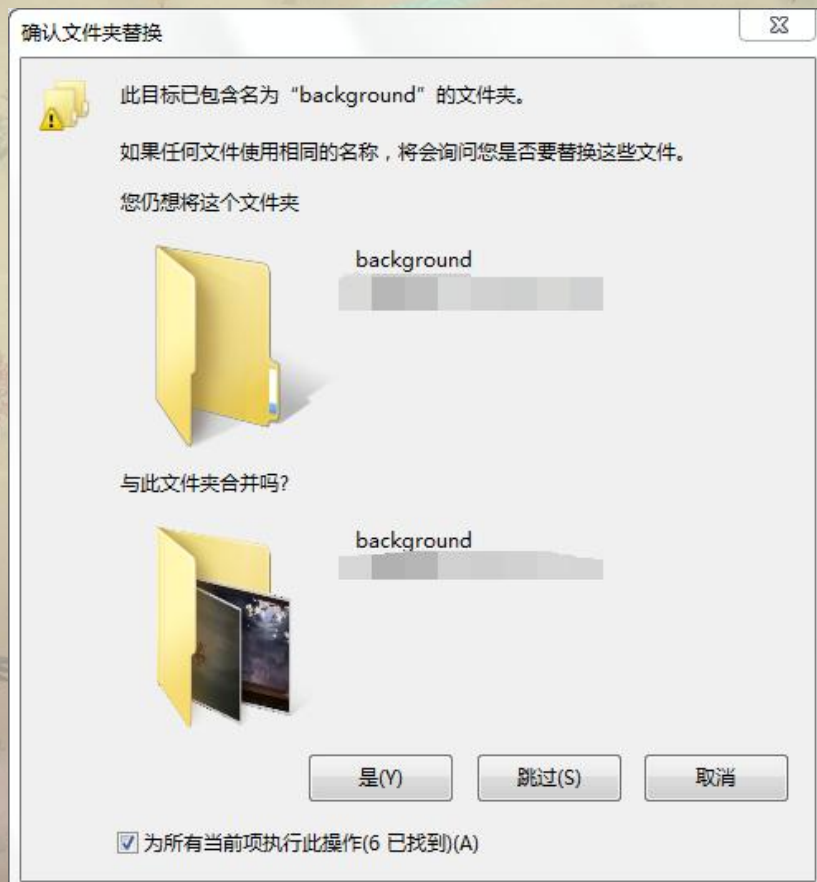 确认文件夹替换
此目标已包含名为“background”的文件夹。
如果任何文件使用相同的名称，将会询问您是否要替换这些文件。
您仍想将这个文件夹
background
与此文件夹合并吗?
background
是(Y) 跳过(S) 取消
为所有当前项执行此操作(6 已找到)(A)